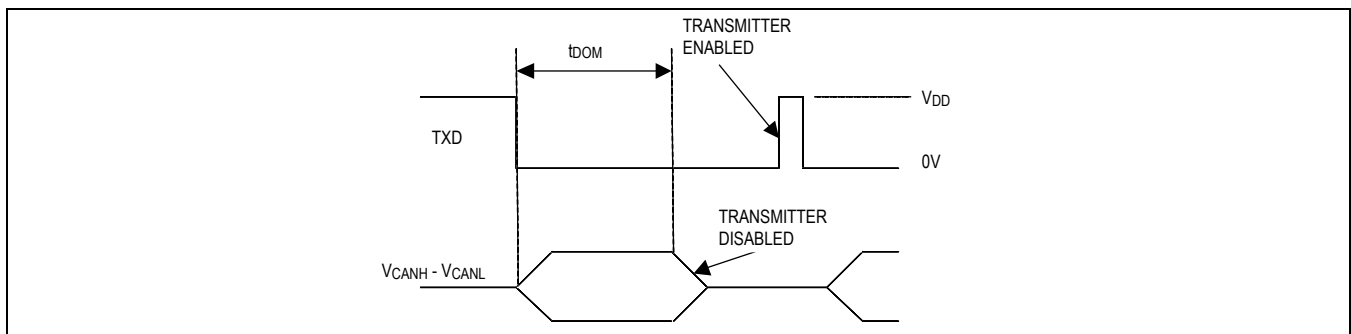 TRANSMITTER
ENABLED
tDOM
VDD
TXD
0V
TRANSMITTER
DISABLED
VCANH - VCANL